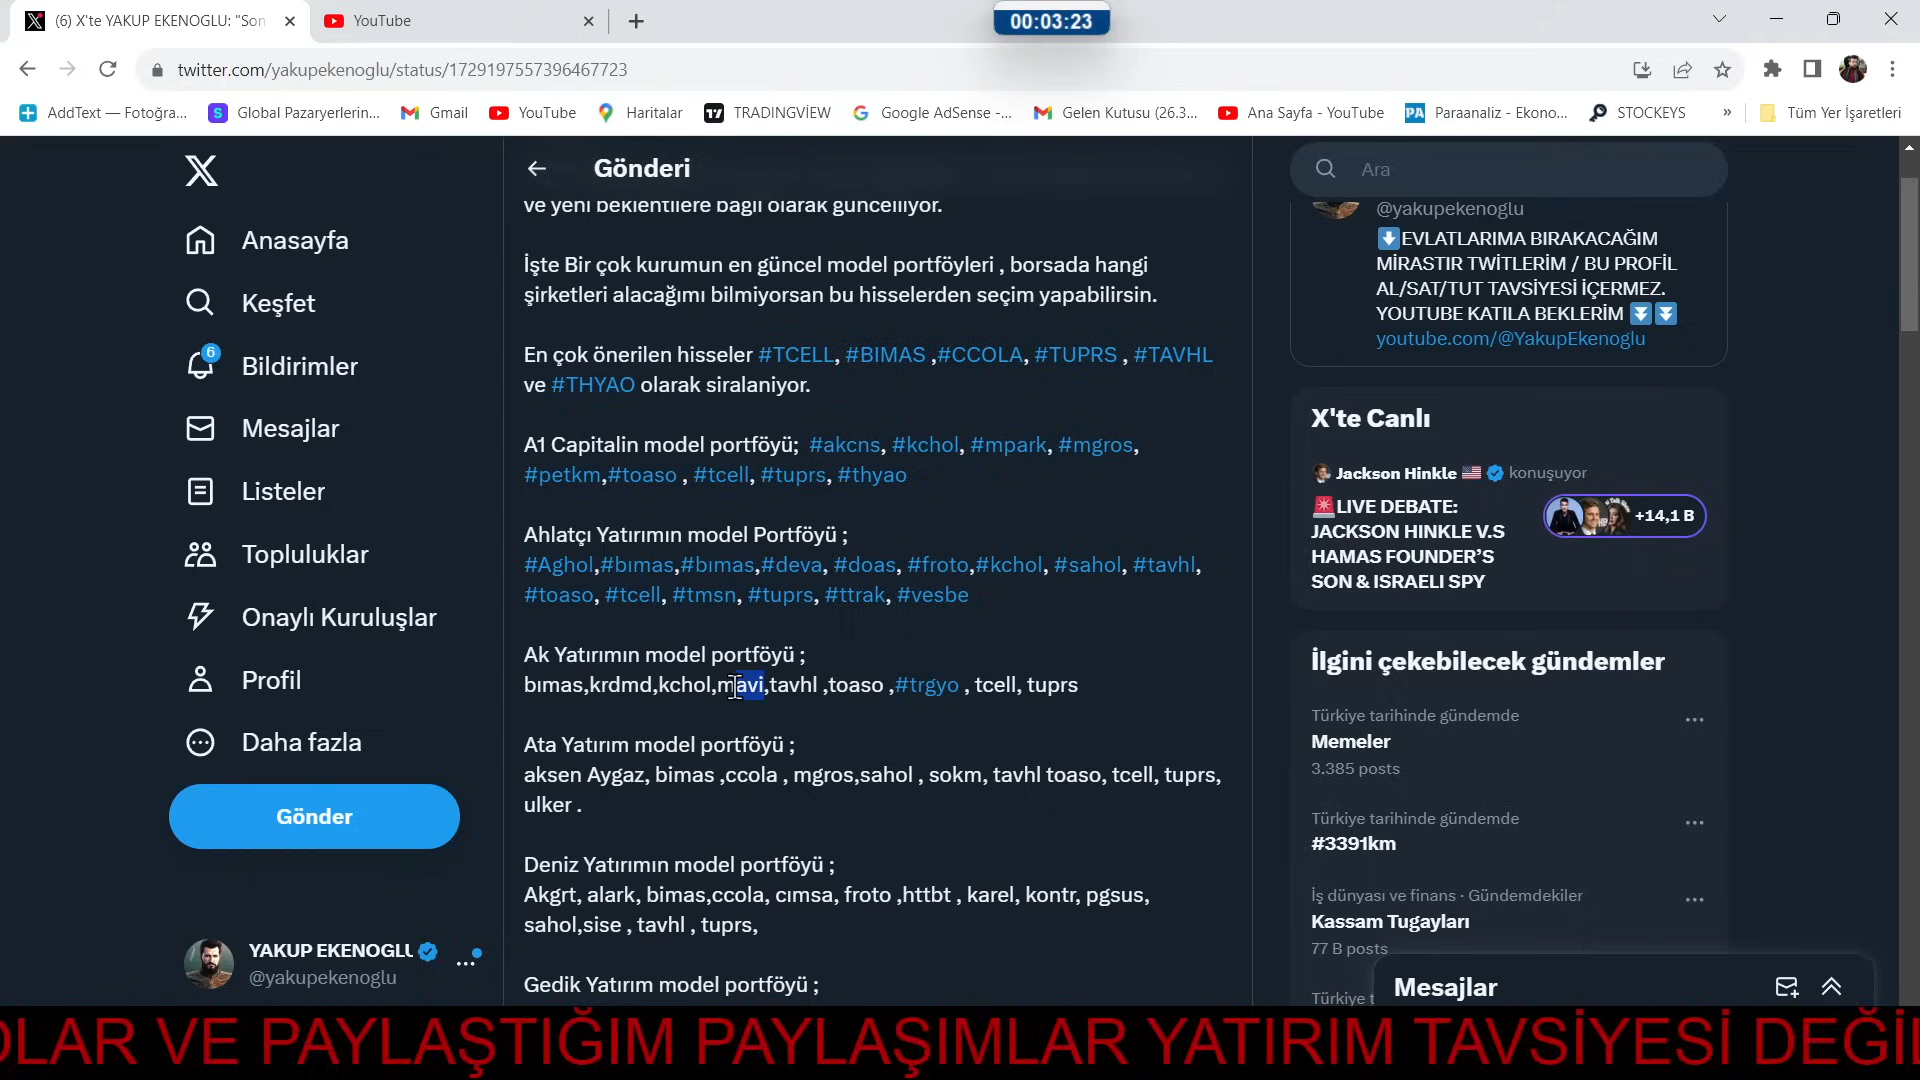 (6) X'te YAKUP EKENOGLU: "Son
YouTube
00:03:23
twitter.com/yakupekenoglu/status/1729197557396467723
AddText — Fotoğra...
Global Pazaryerlerin...
Gmail
YouTube
Haritalar
TRADINGVİEW
Google AdSense -...
Gelen Kutusu (26.3...
Ana Sayfa - YouTube
Paraanaliz - Ekono...
STOCKEYS
»
Tüm Yer İşaretleri
Anasayfa
Keşfet
6
Bildirimler
Mesajlar
Listeler
Topluluklar
Onaylı Kuruluşlar
Profil
Daha fazla
Gönder
YAKUP EKENOGLU
@yakupekenoglu
Gönderi
ve yeni beklentilere bağlı olarak güncelliyor.
İşte Bir çok kurumun en güncel model portföyleri , borsada hangi
şirketleri alacağımı bilmiyorsan bu hisselerden seçim yapabilirsin.
En çok önerilen hisseler #TCELL, #BIMAS ,#CCOLA, #TUPRS , #TAVHL
ve #THYAO olarak siralaniyor.
A1 Capitalin model portföyü; #akcns, #kchol, #mpark, #mgros,
#petkm,#toaso , #tcell, #tuprs, #thyao
Ahlatçı Yatırımın model Portföyü ;
#Aghol,#bımas,#bımas,#deva, #doas, #froto,#kchol, #sahol, #tavhl,
#toaso, #tcell, #tmsn, #tuprs, #ttrak, #vesbe
Ak Yatırımın model portföyü ;
bımas,krdmd,kchol,mavi,tavhl ,toaso ,#trgyo , tcell, tuprs
Ata Yatırım model portföyü ;
aksen Aygaz, bimas ,ccola , mgros,sahol , sokm, tavhl toaso, tcell, tuprs,
ulker .
Deniz Yatırımın model portföyü ;
Akgrt, alark, bimas,ccola, cımsa, froto ,httbt , karel, kontr, pgsus,
sahol,sise , tavhl , tuprs,
Gedik Yatırım model portföyü ;
Ara
@yakupekenoglu
EVLATLARIMA BIRAKACAĞIM
MİRASTIR TWİTLERİM / BU PROFİL
AL/SAT/TUT TAVSİYESİ İÇERMEZ.
YOUTUBE KATILA BEKLERİM
youtube.com/@YakupEkenoglu
X'te Canlı
Jackson Hinkle konuşuyor
LIVE DEBATE:
JACKSON HINKLE V.S
HAMAS FOUNDER'S
SON & ISRAELI SPY
+14,1 B
İlgini çekebilecek gündemler
Türkiye tarihinde gündemde
Memeler
3.385 posts
Türkiye tarihinde gündemde
#3391km
İş dünyası ve finans · Gündemdekiler
Kassam Tugayları
77 B posts
Türkiye t
Mesajlar
OLAR VE PAYLAŞTIĞIM PAYLAŞIMLAR YATIRIM TAVSİYESİ DEĞİL